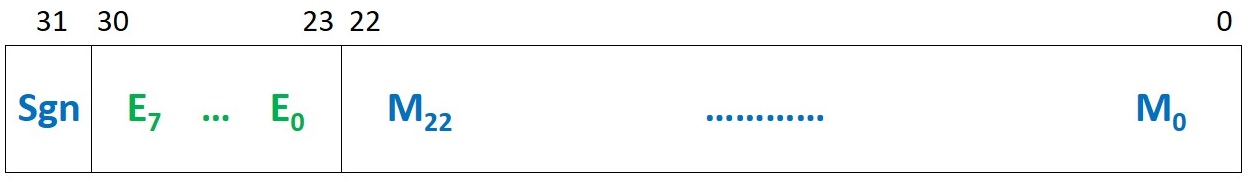 31 30 23 22 0
Sgn E₇ ... E₀ M₂₂ ............ M₀